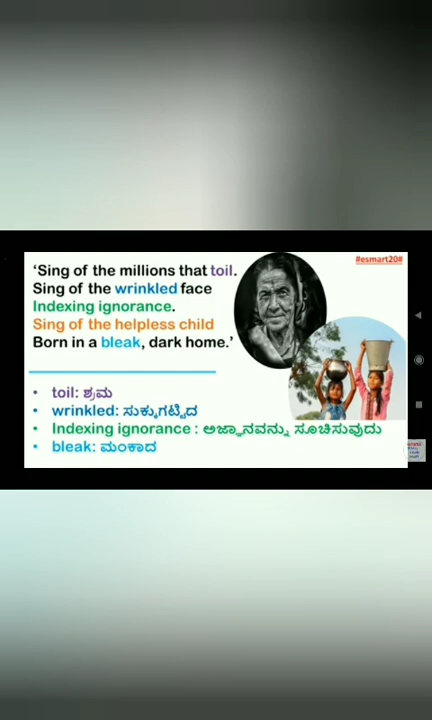 #esmart20#
‘Sing of the millions that toil.
Sing of the wrinkled face
Indexing ignorance.
Sing of the helpless child
Born in a bleak, dark home.’
• toil: ಶ್ರಮ
• wrinkled: ಸುಕ್ಕುಗಟ್ಟಿದ
• Indexing ignorance : ಅಜ್ಞಾನವನ್ನು ಸೂಚಿಸುವುದು
• bleak: ಮಂಕಾದ